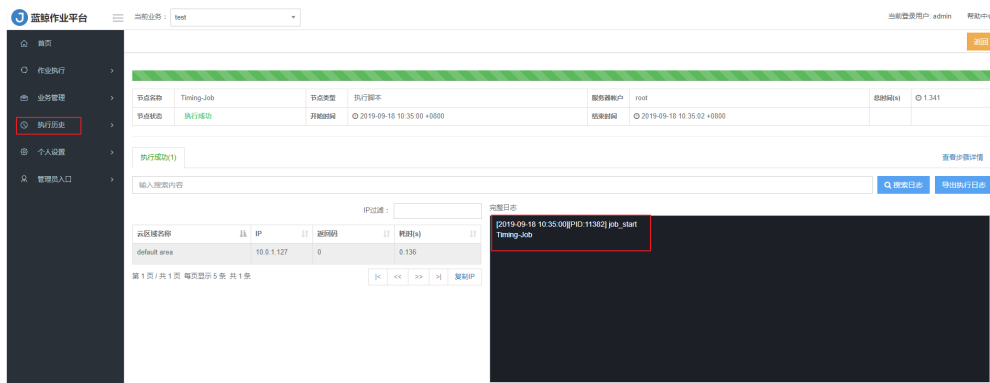 蓝鲸作业平台
当前业务： test
当前登录用户: admin 帮助中心
首页
返回
作业执行
业务管理
执行历史
个人设置
管理员入口
节点名称 Timing-Job 节点类型 执行脚本 服务器帐户 root 总时间(s) 1.341
节点状态 执行成功 开始时间 2019-09-18 10:35:00 +0800 结束时间 2019-09-18 10:35:02 +0800
执行成功(1) 查看步骤详情
输入搜索内容 搜索日志 导出执行日志
IP过滤： 完整日志
云区域名称 IP 返回码 耗时(s)
default area 10.0.1.127 0 0.136
第 1 页 / 共 1 页 每页显示 5 条 共 1 条 |< << >> >| 复制IP
[2019-09-18 10:35:00][PID:11382] job_start
Timing-Job